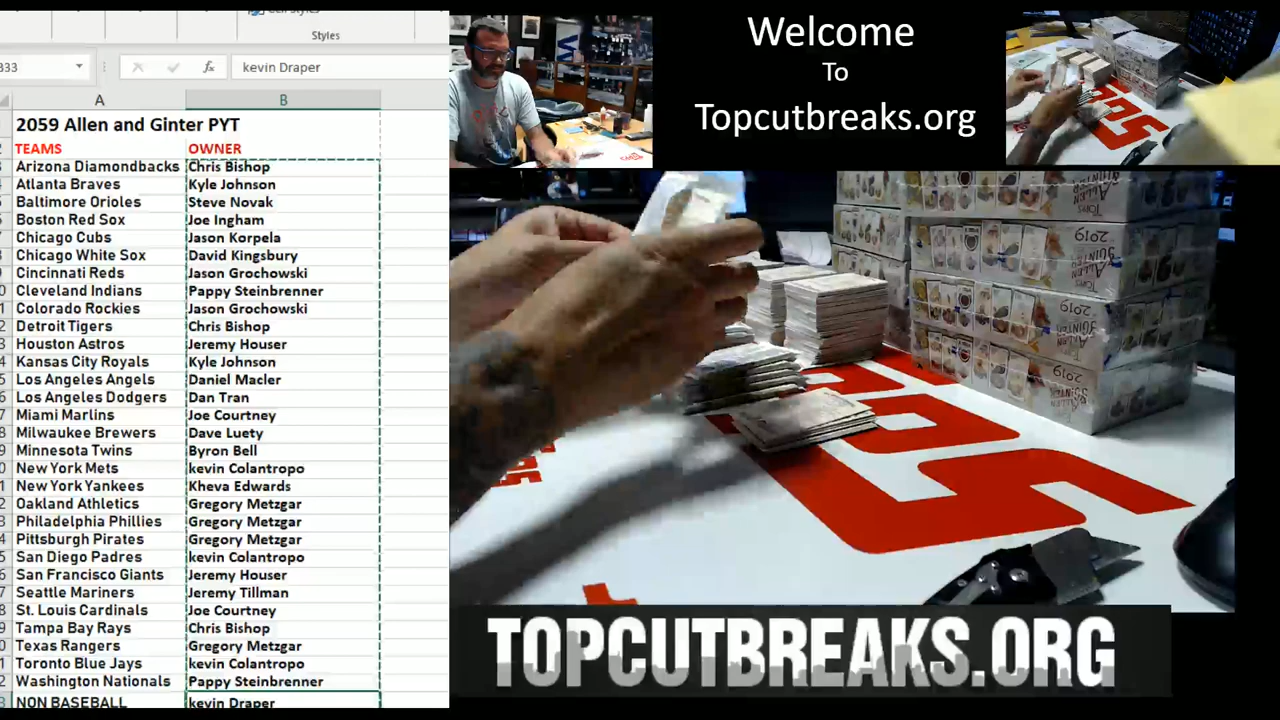 Styles
B33
kevin Draper
A B
2059 Allen and Ginter PYT
TEAMS OWNER
Arizona Diamondbacks Chris Bishop
Atlanta Braves Kyle Johnson
Baltimore Orioles Steve Novak
Boston Red Sox Joe Ingham
Chicago Cubs Jason Korpela
Chicago White Sox David Kingsbury
Cincinnati Reds Jason Grochowski
Cleveland Indians Pappy Steinbrenner
Colorado Rockies Jason Grochowski
Detroit Tigers Chris Bishop
Houston Astros Jeremy Houser
Kansas City Royals Kyle Johnson
Los Angeles Angels Daniel Macler
Los Angeles Dodgers Dan Tran
Miami Marlins Joe Courtney
Milwaukee Brewers Dave Luety
Minnesota Twins Byron Bell
New York Mets kevin Colantropo
New York Yankees Kheva Edwards
Oakland Athletics Gregory Metzgar
Philadelphia Phillies Gregory Metzgar
Pittsburgh Pirates Gregory Metzgar
San Diego Padres kevin Colantropo
San Francisco Giants Jeremy Houser
Seattle Mariners Jeremy Tillman
St. Louis Cardinals Joe Courtney
Tampa Bay Rays Chris Bishop
Texas Rangers Gregory Metzgar
Toronto Blue Jays kevin Colantropo
Washington Nationals Pappy Steinbrenner
NON BASEBALL kevin Draper
Welcome
To
Topcutbreaks.org
2019
2019
2019
TOPCUTBREAKS.ORG